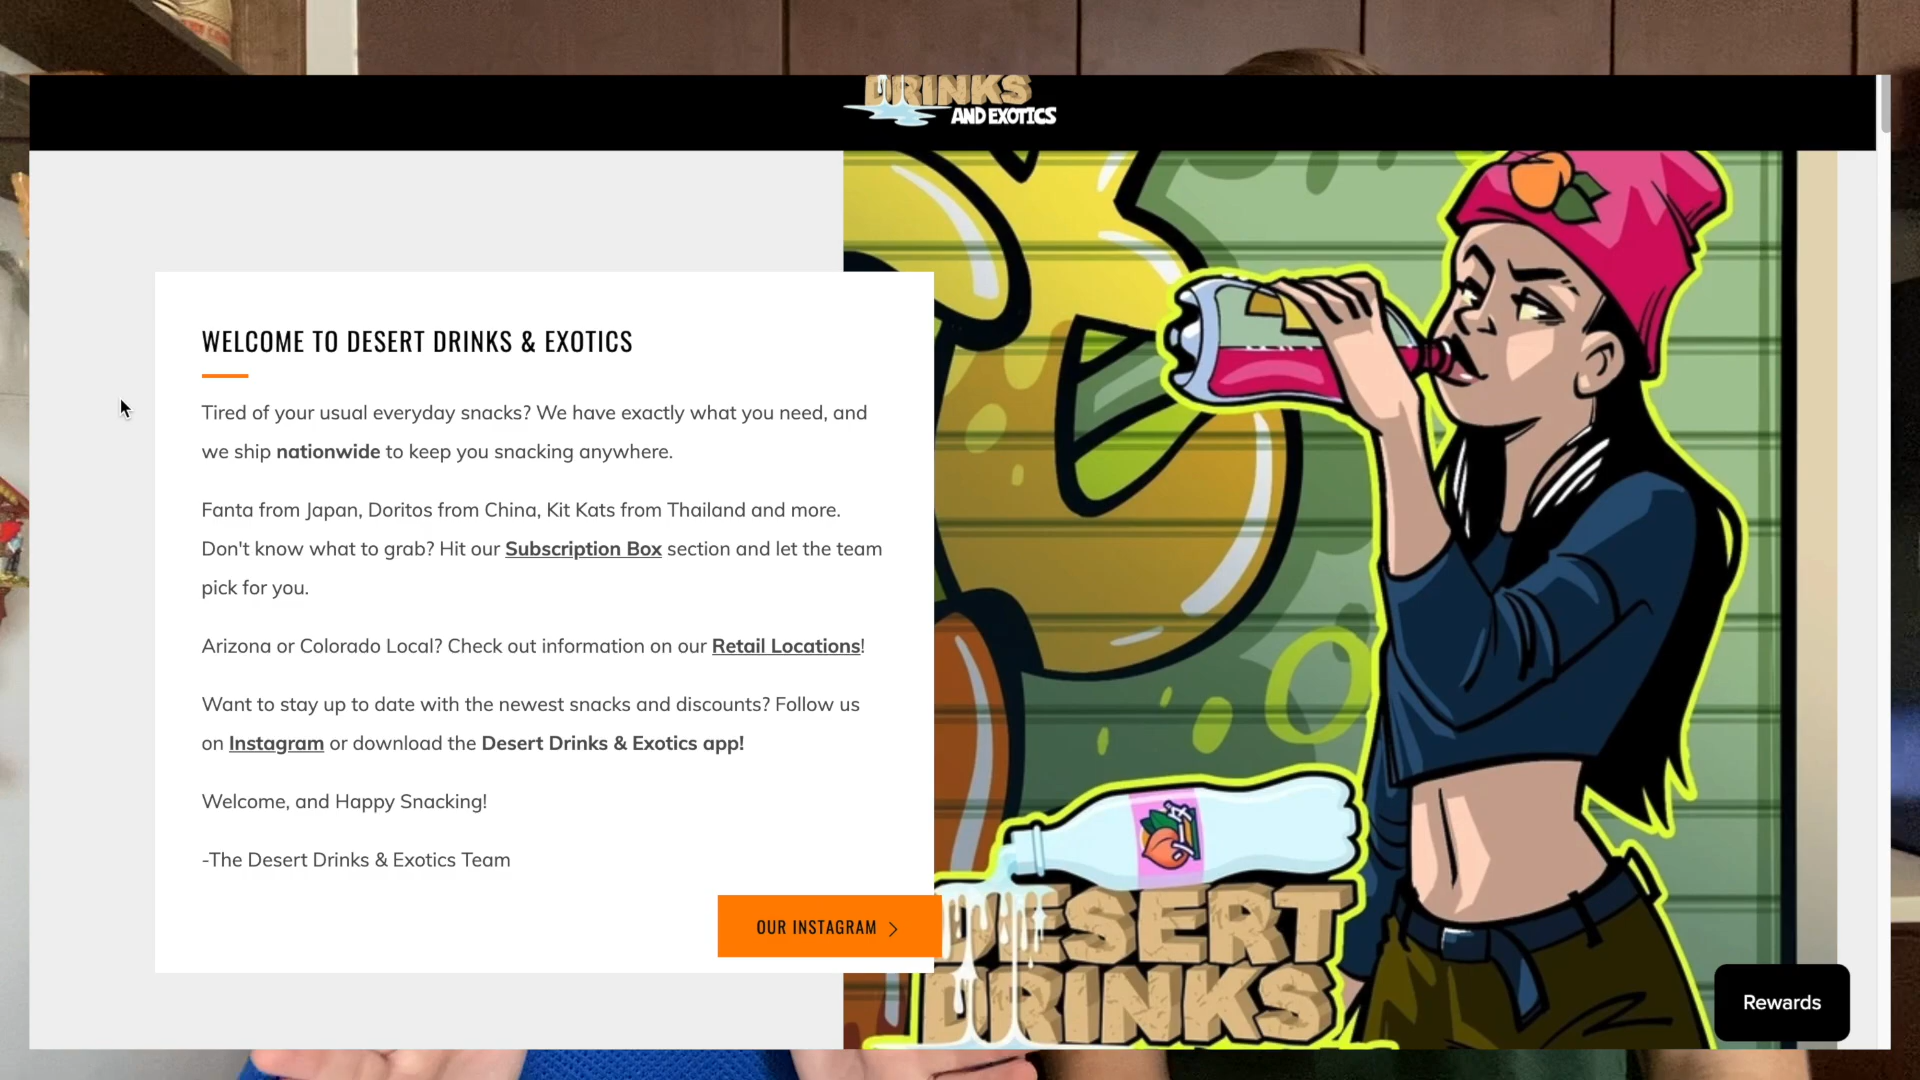 DRINKS
AND EXOTICS
WELCOME TO DESERT DRINKS & EXOTICS
Tired of your usual everyday snacks? We have exactly what you need, and
we ship nationwide to keep you snacking anywhere.
Fanta from Japan, Doritos from China, Kit Kats from Thailand and more.
Don't know what to grab? Hit our Subscription Box section and let the team
pick for you.
Arizona or Colorado Local? Check out information on our Retail Locations!
Want to stay up to date with the newest snacks and discounts? Follow us
on Instagram or download the Desert Drinks & Exotics app!
Welcome, and Happy Snacking!
-The Desert Drinks & Exotics Team
OUR INSTAGRAM
DESERT
DRINKS
Rewards